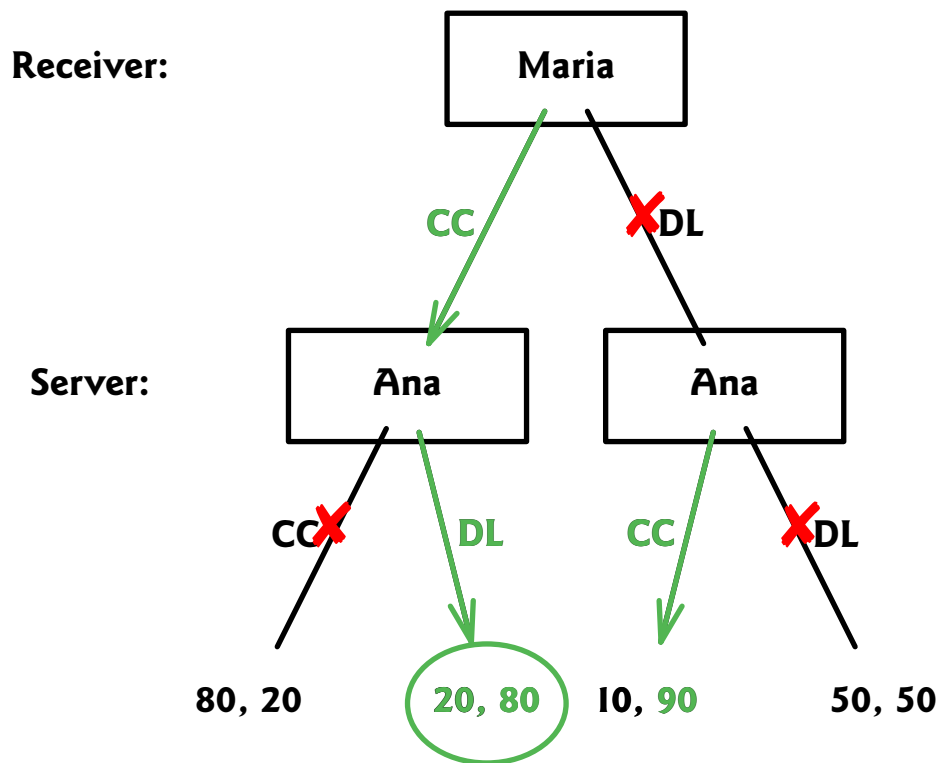 Receiver: Maria
CC DL
Server: Ana Ana
CC DL CC DL
80, 20 20, 80 10, 90 50, 50